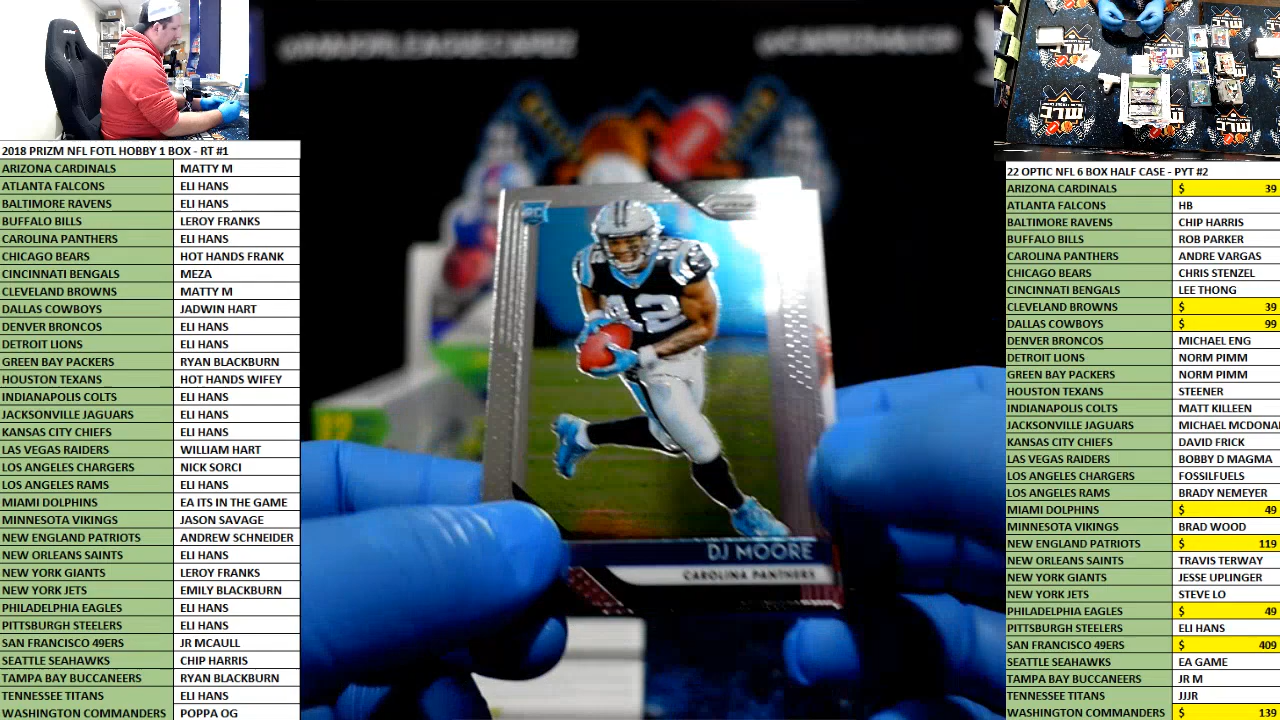 2018 PRIZM NFL FOTL HOBBY 1 BOX - RT #1
ARIZONA CARDINALS MATTY M
ATLANTA FALCONS ELI HANS
BALTIMORE RAVENS ELI HANS
BUFFALO BILLS LEROY FRANKS
CAROLINA PANTHERS ELI HANS
CHICAGO BEARS HOT HANDS FRANK
CINCINNATI BENGALS MEZA
CLEVELAND BROWNS MATTY M
DALLAS COWBOYS JADWIN HART
DENVER BRONCOS ELI HANS
DETROIT LIONS ELI HANS
GREEN BAY PACKERS RYAN BLACKBURN
HOUSTON TEXANS HOT HANDS WIFEY
INDIANAPOLIS COLTS ELI HANS
JACKSONVILLE JAGUARS ELI HANS
KANSAS CITY CHIEFS ELI HANS
LAS VEGAS RAIDERS WILLIAM HART
LOS ANGELES CHARGERS NICK SORCI
LOS ANGELES RAMS ELI HANS
MIAMI DOLPHINS EA ITS IN THE GAME
MINNESOTA VIKINGS JASON SAVAGE
NEW ENGLAND PATRIOTS ANDREW SCHNEIDER
NEW ORLEANS SAINTS ELI HANS
NEW YORK GIANTS LEROY FRANKS
NEW YORK JETS EMILY BLACKBURN
PHILADELPHIA EAGLES ELI HANS
PITTSBURGH STEELERS ELI HANS
SAN FRANCISCO 49ERS JR MCAULL
SEATTLE SEAHAWKS CHIP HARRIS
TAMPA BAY BUCCANEERS RYAN BLACKBURN
TENNESSEE TITANS ELI HANS
WASHINGTON COMMANDERS POPPA OG
RC
PRIZM
12
DJ MOORE
CAROLINA PANTHERS
22 OPTIC NFL 6 BOX HALF CASE - PYT #2
ARIZONA CARDINALS $ 39
ATLANTA FALCONS HB
BALTIMORE RAVENS CHIP HARRIS
BUFFALO BILLS ROB PARKER
CAROLINA PANTHERS ANDRE VARGAS
CHICAGO BEARS CHRIS STENZEL
CINCINNATI BENGALS LEE THONG
CLEVELAND BROWNS $ 39
DALLAS COWBOYS $ 99
DENVER BRONCOS MICHAEL ENG
DETROIT LIONS NORM PIMM
GREEN BAY PACKERS NORM PIMM
HOUSTON TEXANS STEENER
INDIANAPOLIS COLTS MATT KILLEEN
JACKSONVILLE JAGUARS MICHAEL MCDONA
KANSAS CITY CHIEFS DAVID FRICK
LAS VEGAS RAIDERS BOBBY D MAGMA
LOS ANGELES CHARGERS FOSSILFUELS
LOS ANGELES RAMS BRADY NEMEYER
MIAMI DOLPHINS $ 49
MINNESOTA VIKINGS BRAD WOOD
NEW ENGLAND PATRIOTS $ 119
NEW ORLEANS SAINTS TRAVIS TERWAY
NEW YORK GIANTS JESSE UPLINGER
NEW YORK JETS STEVE LO
PHILADELPHIA EAGLES $ 49
PITTSBURGH STEELERS ELI HANS
SAN FRANCISCO 49ERS $ 409
SEATTLE SEAHAWKS EA GAME
TAMPA BAY BUCCANEERS JR M
TENNESSEE TITANS JJJR
WASHINGTON COMMANDERS $ 139